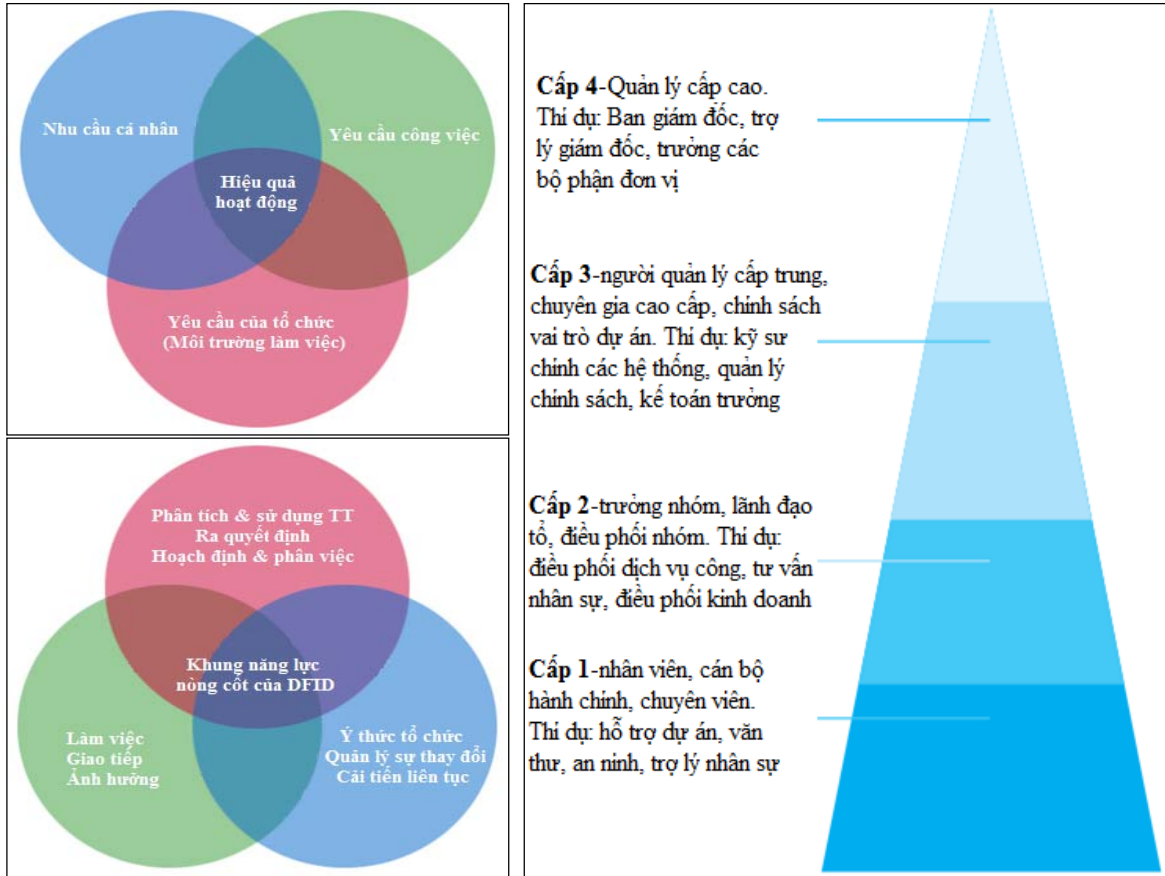 Nhu cầu cá nhân
Yêu cầu công việc
Hiệu quả
hoạt động
Yêu cầu của tổ chức
(Môi trường làm việc)
Phân tích & sử dụng TT
Ra quyết định
Hoạch định & phân việc
Khung năng lực
nòng cốt của DFID
Làm việc
Giao tiếp
Ảnh hưởng
Ý thức tổ chức
Quản lý sự thay đổi
Cải tiến liên tục
Cấp 4-Quản lý cấp cao.
Thí dụ: Ban giám đốc, trợ
lý giám đốc, trưởng các
bộ phận đơn vị
Cấp 3-người quản lý cấp trung,
chuyên gia cao cấp, chính sách
vai trò dự án. Thí dụ: kỹ sư
chính các hệ thống, quản lý
chính sách, kế toán trưởng
Cấp 2-trưởng nhóm, lãnh đạo
tổ, điều phối nhóm. Thí dụ:
điều phối dịch vụ công, tư vấn
nhân sự, điều phối kinh doanh
Cấp 1-nhân viên, cán bộ
hành chính, chuyên viên.
Thí dụ: hỗ trợ dự án, văn
thư, an ninh, trợ lý nhân sự